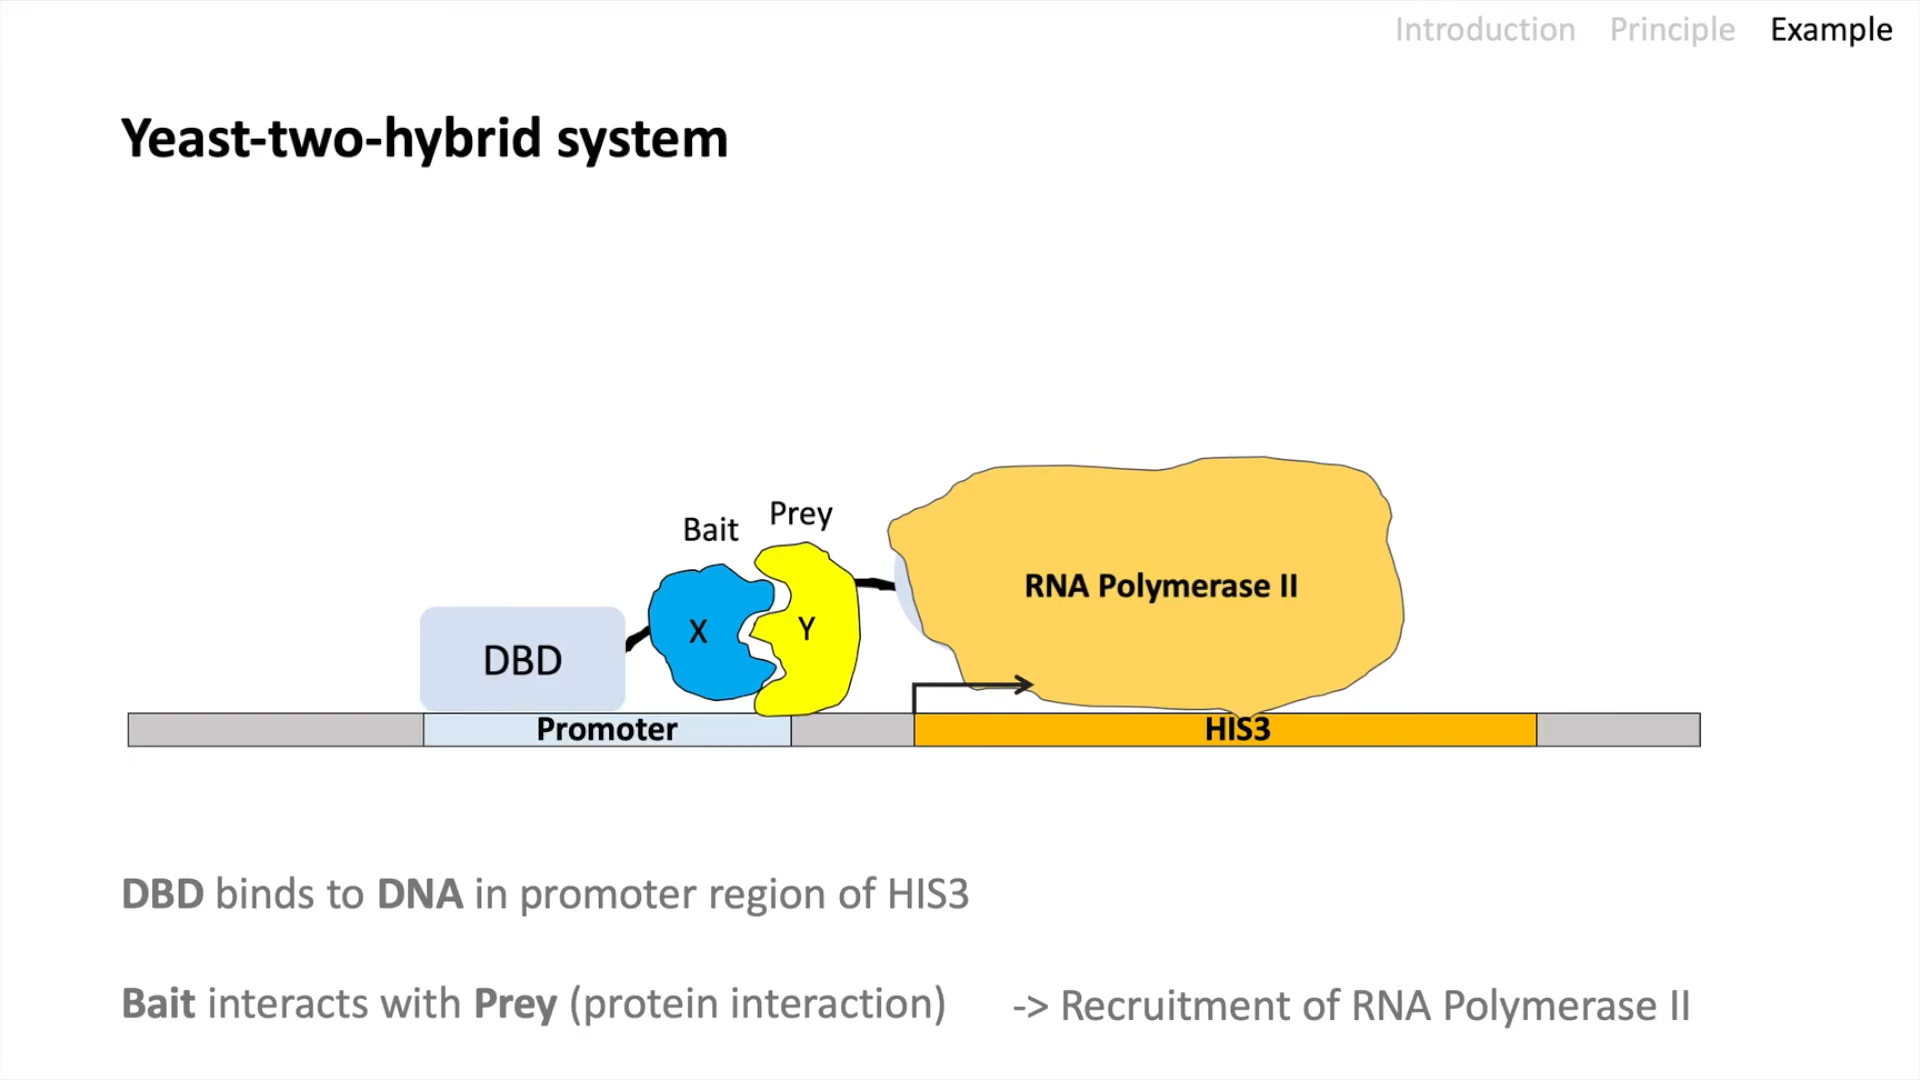 Introduction Principle Example
Yeast-two-hybrid system
Prey
Bait
RNA Polymerase II
X
Y
DBD
Promoter
HIS3
DBD binds to DNA in promoter region of HIS3
Bait interacts with Prey (protein interaction) -> Recruitment of RNA Polymerase II